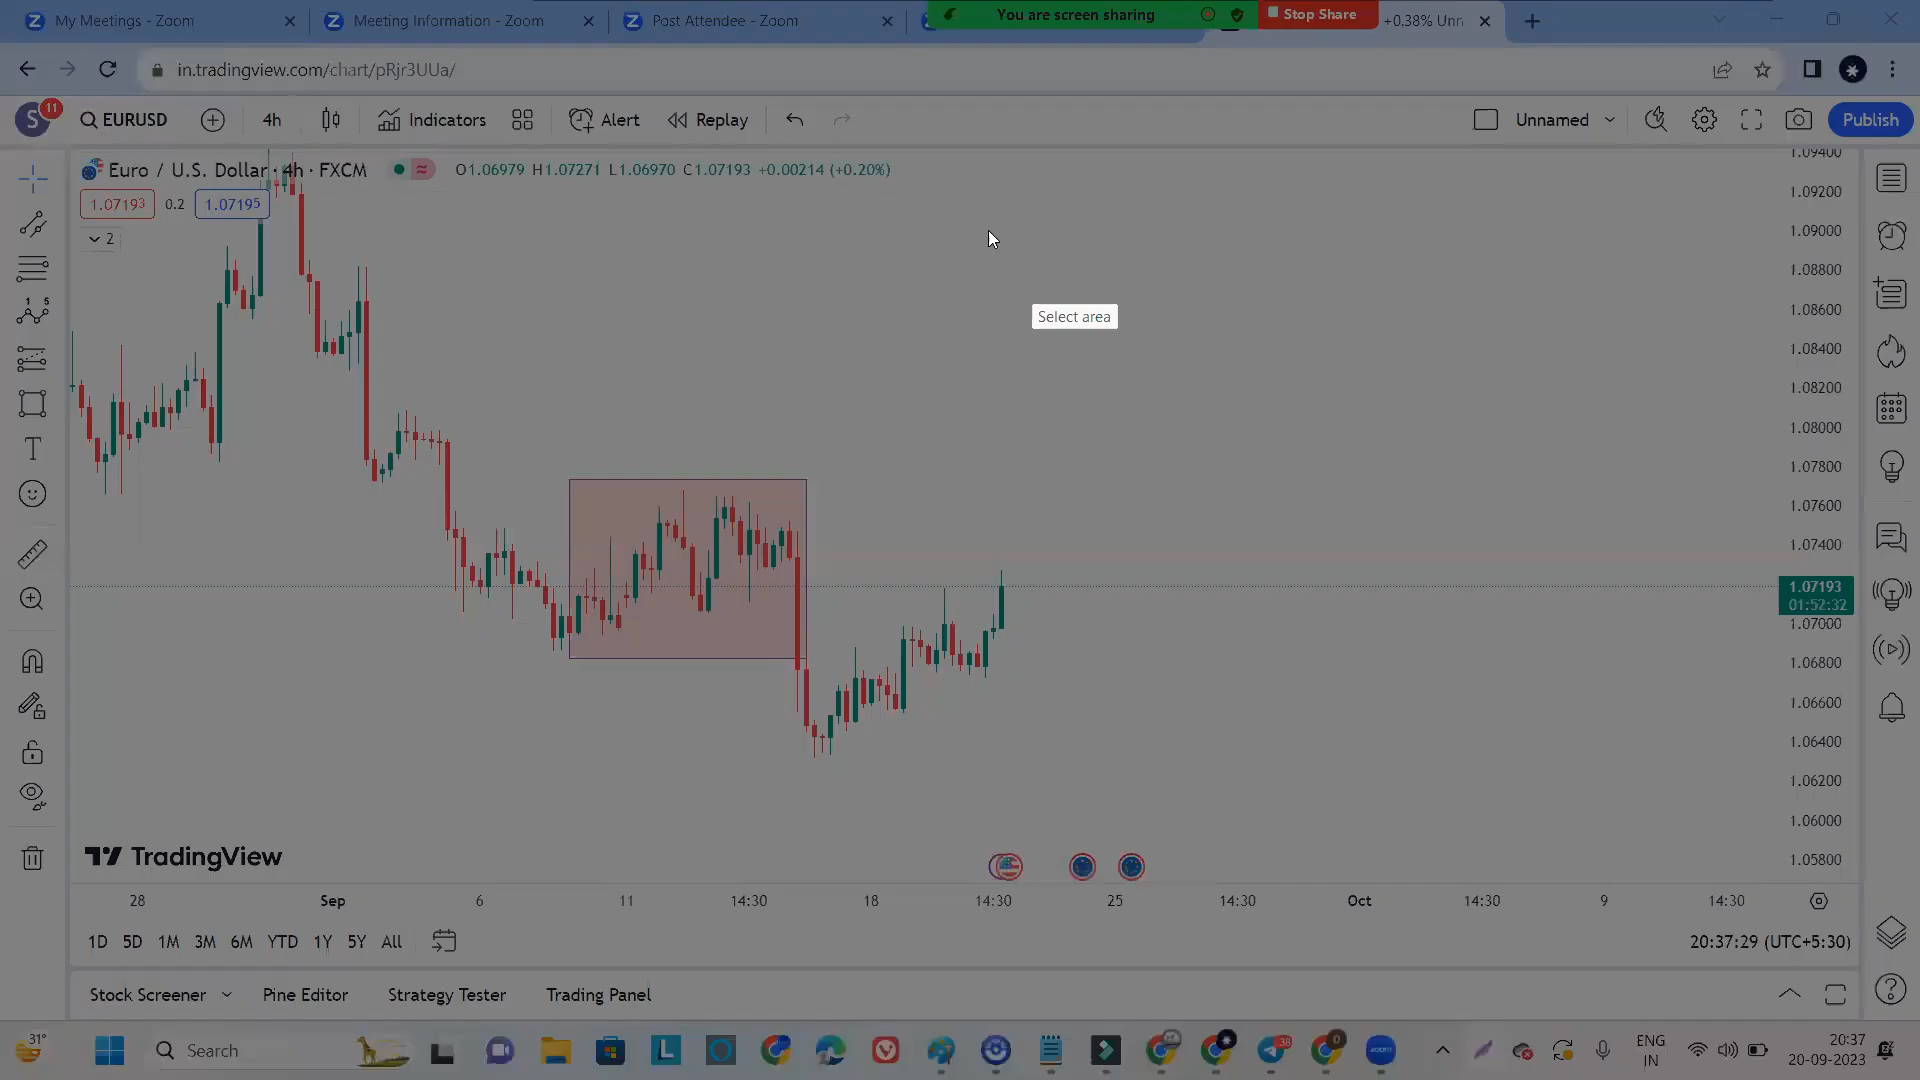 My Meetings - Zoom
Meeting Information - Zoom
Past Attendee - Zoom
You are screen sharing
Stop Share
+0.38% Unn
in.tradingview.com/chart/pRjr3UUa/
S
11
EURUSD
4h
Indicators
Alert
Replay
Unnamed
Publish
Euro / U.S. Dollar · 4h · FXCM
O1.06979 H1.07271 L1.06970 C1.07193 +0.00214 (+0.20%)
1.07193
0.2
1.07195
2
Select area
1.09400
1.09200
1.09000
1.08800
1.08600
1.08400
1.08200
1.08000
1.07800
1.07600
1.07400
1.07193
01:52:32
1.07000
1.06800
1.06600
1.06400
1.06200
1.06000
1.05800
TradingView
28
Sep
6
11
14:30
18
14:30
25
14:30
Oct
14:30
9
14:30
1D
5D
1M
3M
6M
YTD
1Y
5Y
All
20:37:29 (UTC+5:30)
Stock Screener
Pine Editor
Strategy Tester
Trading Panel
31°
Search
38
zoom
ENG
IN
20:37
20-09-2023